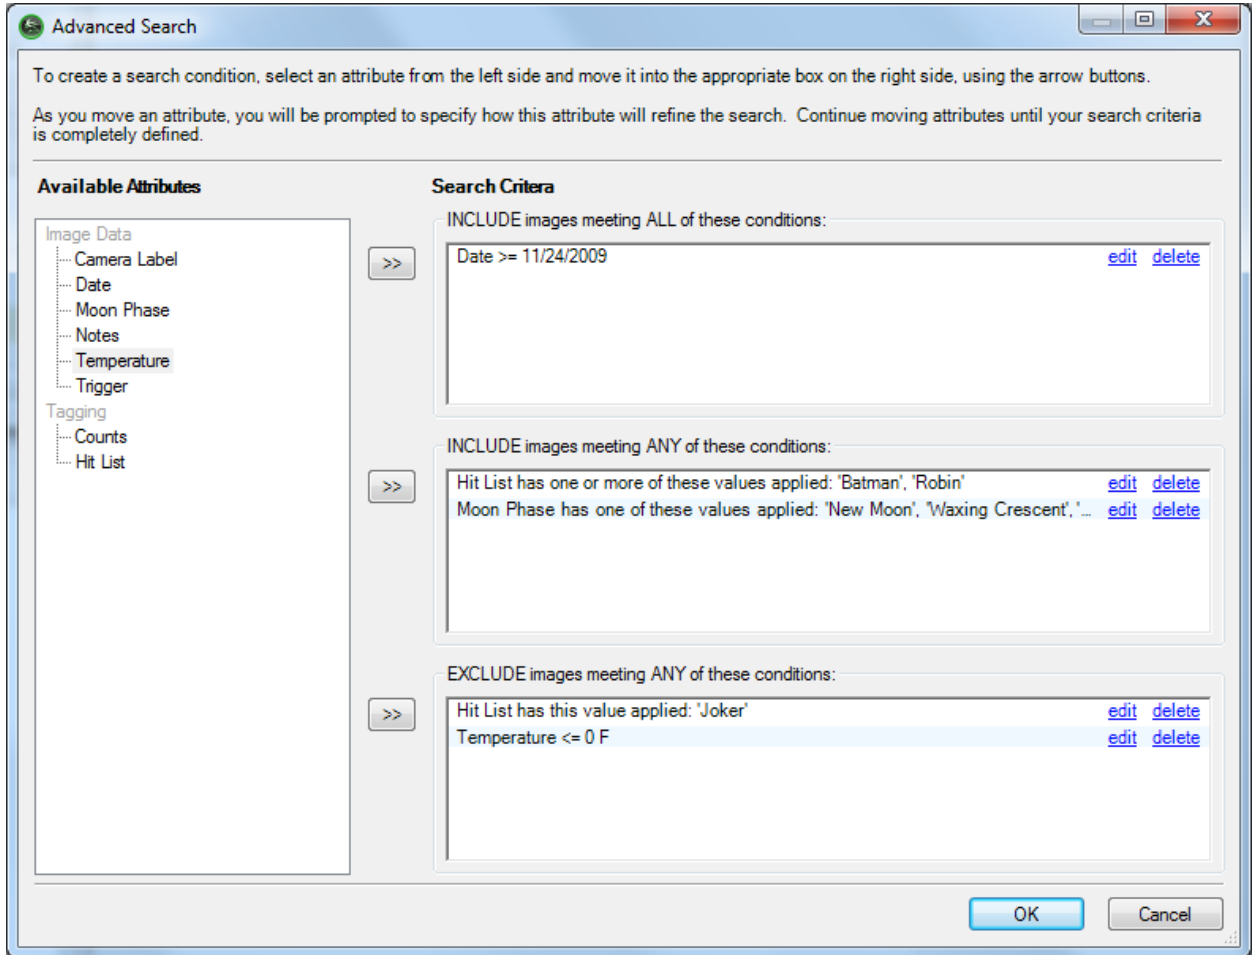 Advanced Search
To create a search condition, select an attribute from the left side and move it into the appropriate box on the right side, using the arrow buttons.
As you move an attribute, you will be prompted to specify how this attribute will refine the search.  Continue moving attributes until your search criteria
is completely defined.
Available Attributes
Image Data
Camera Label
Date
Moon Phase
Notes
Temperature
Trigger
Tagging
Counts
Hit List
>>
>>
>>
Search Critera
INCLUDE images meeting ALL of these conditions:
Date >= 11/24/2009 edit delete
INCLUDE images meeting ANY of these conditions:
Hit List has one or more of these values applied: 'Batman', 'Robin' edit delete
Moon Phase has one of these values applied: 'New Moon', 'Waxing Crescent', '... edit delete
EXCLUDE images meeting ANY of these conditions:
Hit List has this value applied: 'Joker' edit delete
Temperature <= 0 F edit delete
OK Cancel